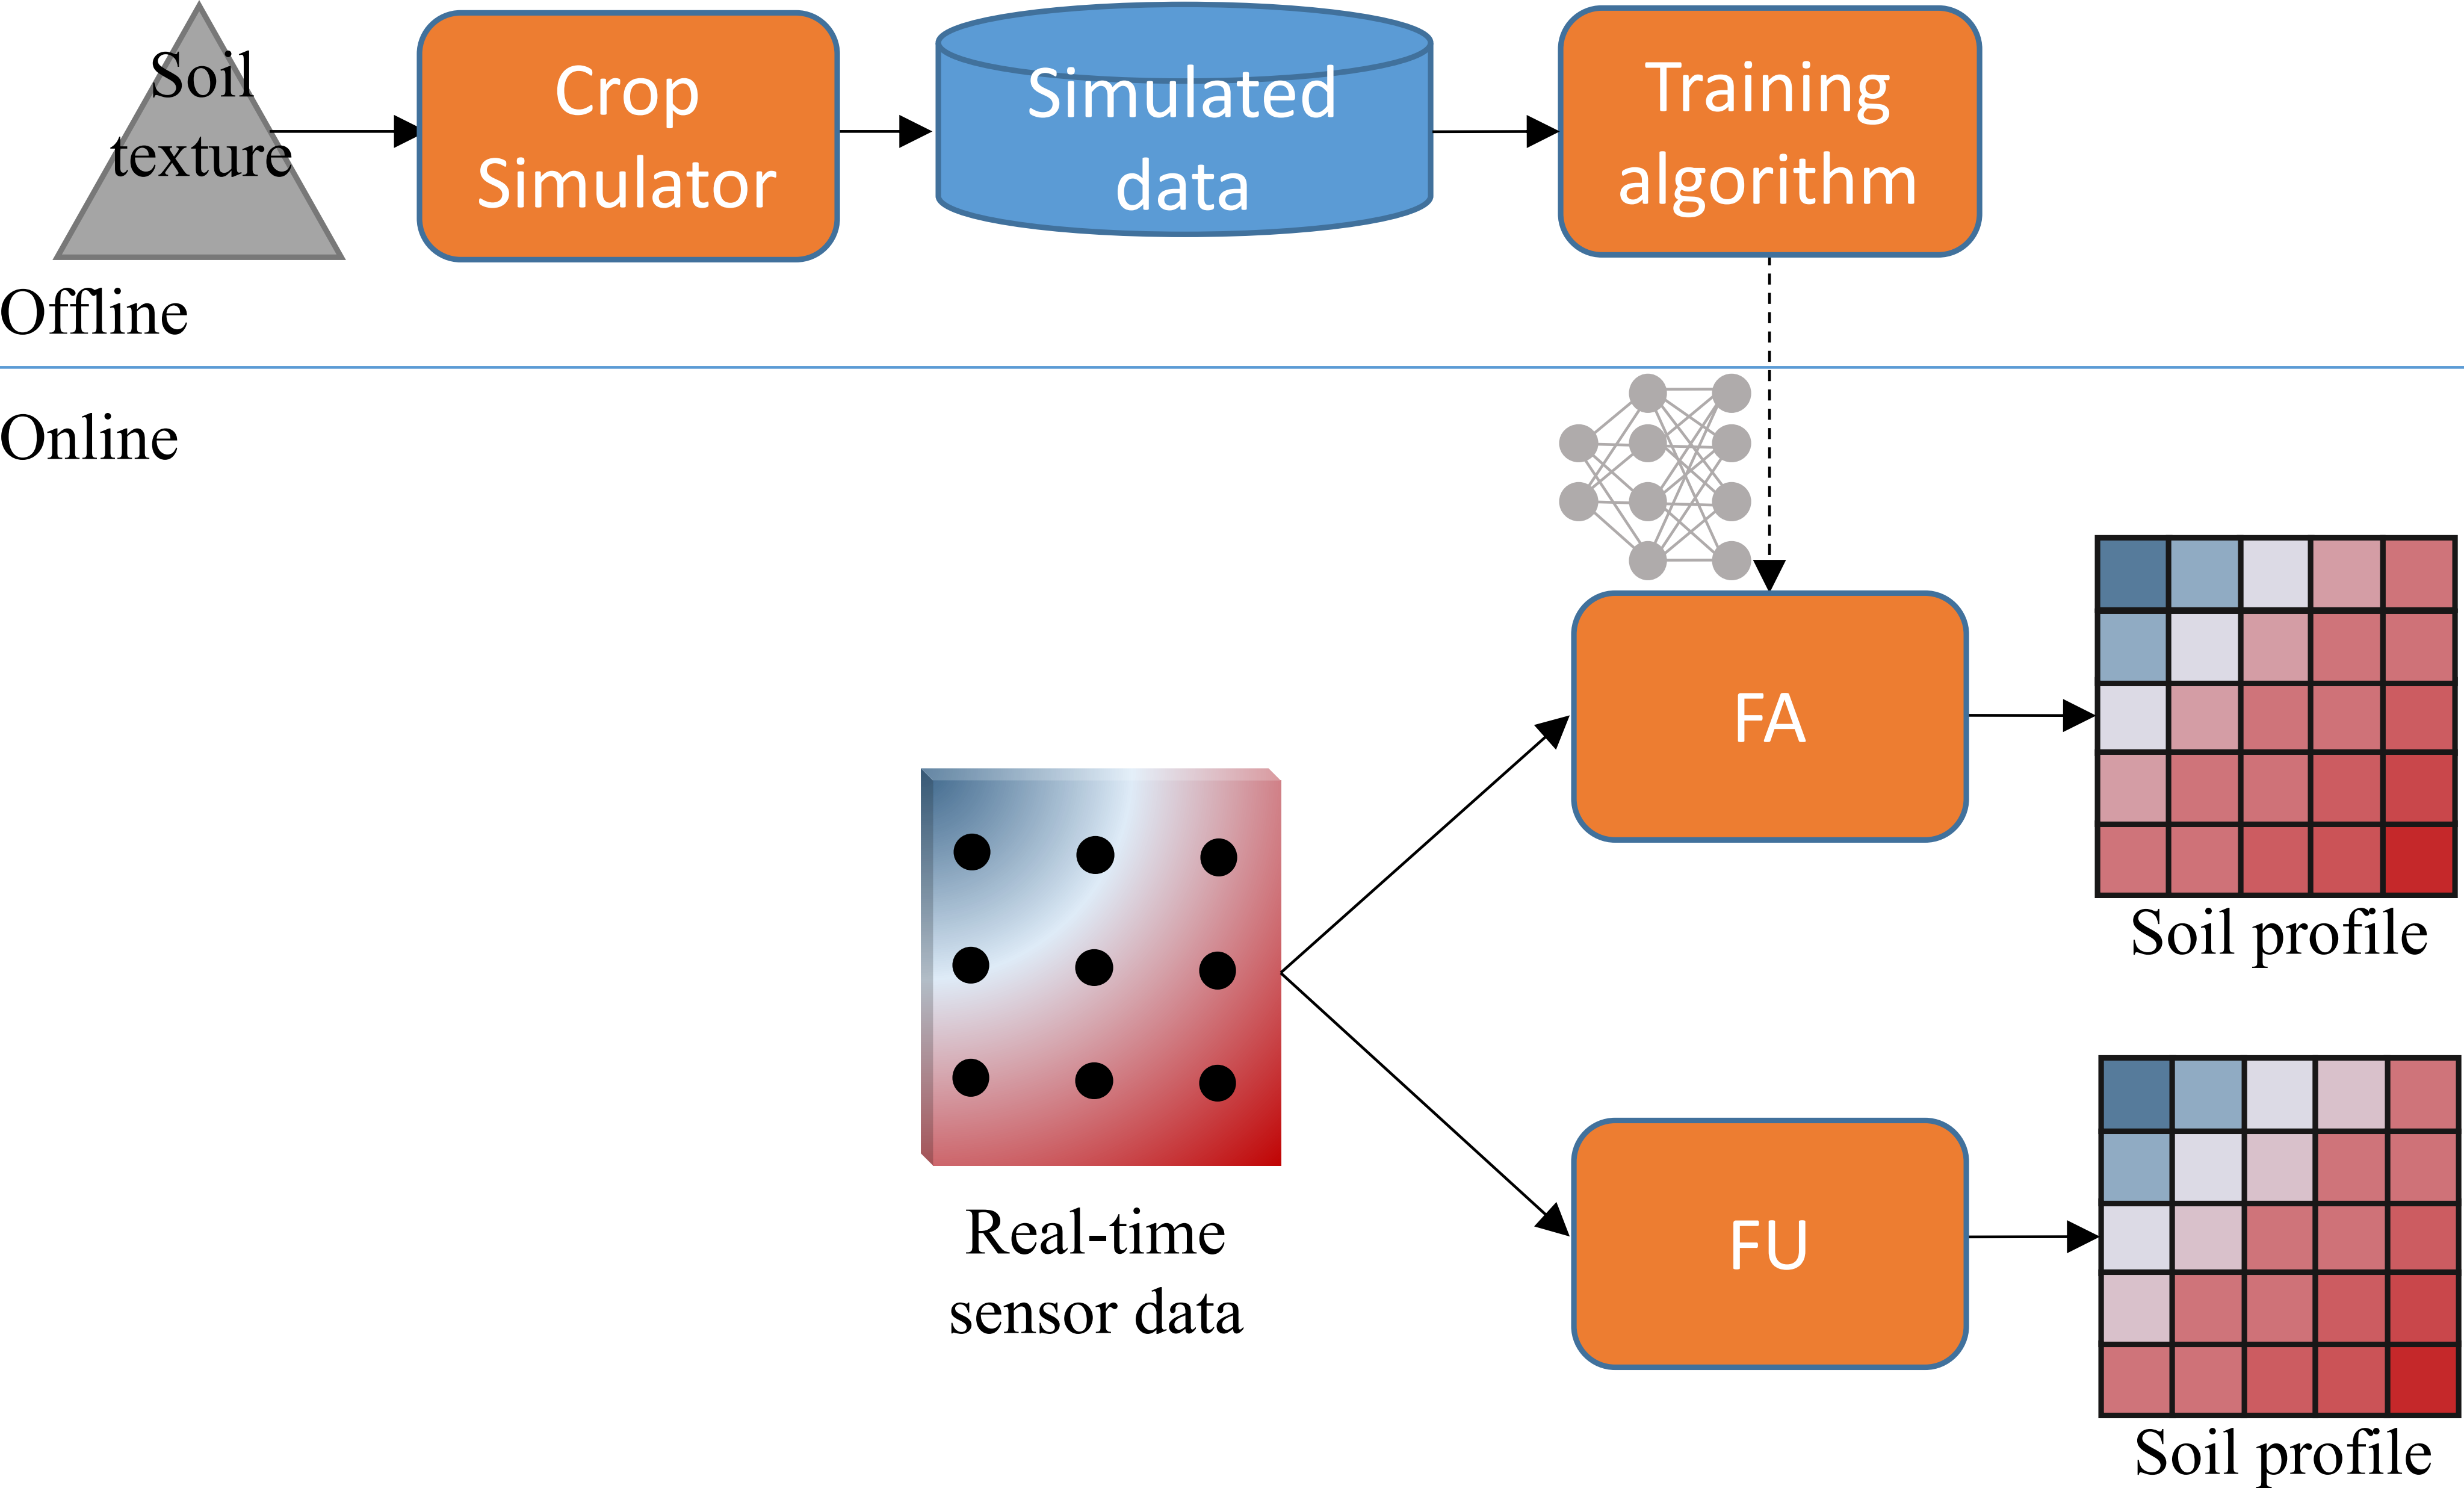 Soil
texture
Crop
Simulator
Simulated
data
Training
algorithm
Offline
Online
FA
Soil profile
Real-time
sensor data
FU
Soil profile